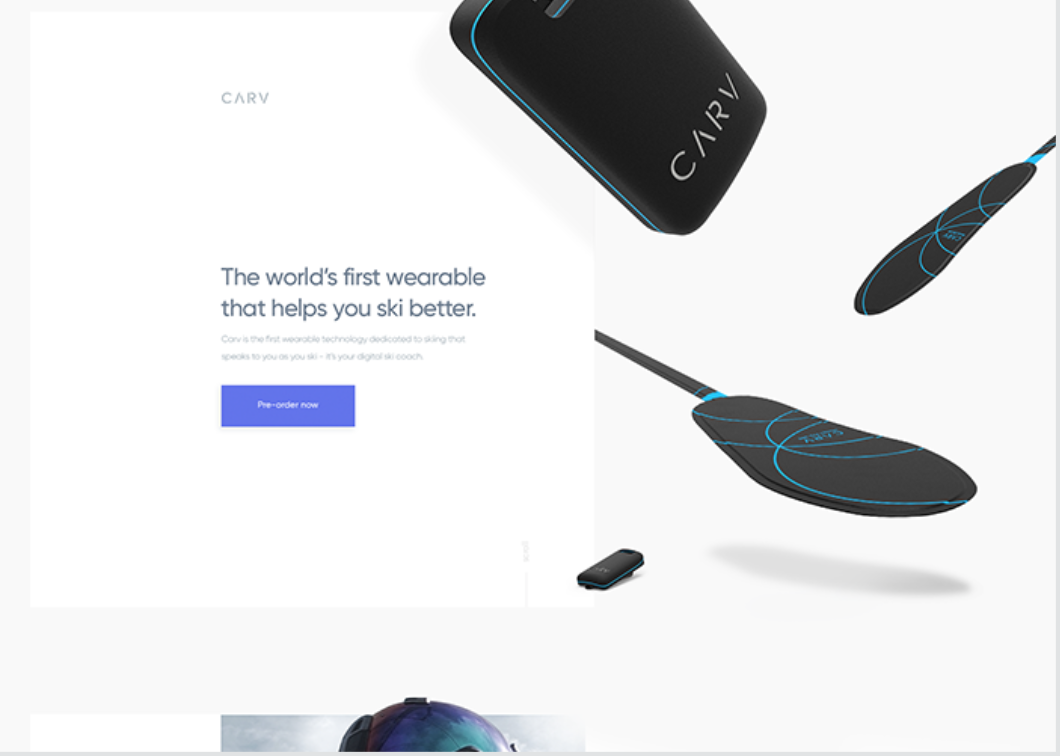 CARV
CARV
The world's first wearable
that helps you ski better.
Carv is the first wearable technology dedicated to skiing that
speaks to you as you ski - it's your digital ski coach.
Pre-order now
CARV